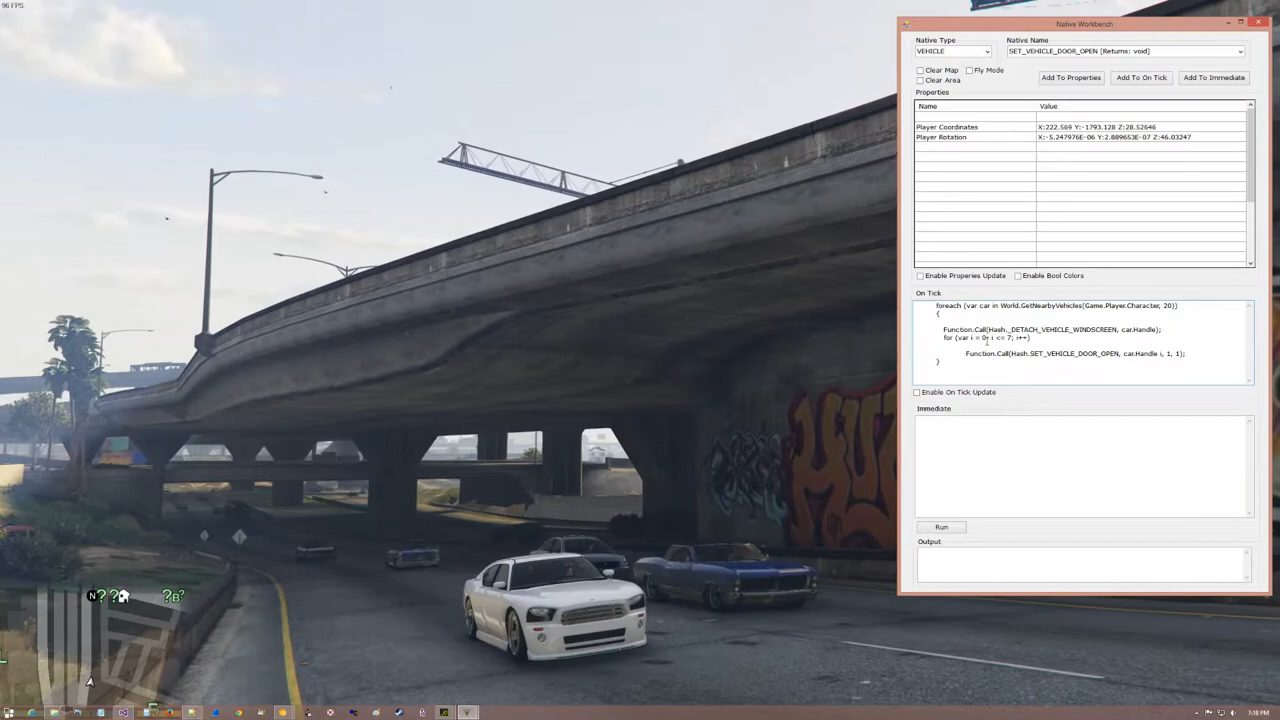 96 FPS
Native Workbench
Native Type
Native Name
VEHICLE
SET_VEHICLE_DOOR_OPEN [Returns: void]
Clear Map
Fly Mode
Clear Area
Add To Properties
Add To On Tick
Add To Immediate
Properties
Name
Value
Player Coordinates
X:222.569 Y:-1793.128 Z:28.52646
Player Rotation
X:-5.247976E-06 Y:2.889653E-07 Z:46.03247
Enable Properies Update
Enable Bool Colors
On Tick
foreach (var car in World.GetNearbyVehicles(Game.Player.Character, 20))
{
Function.Call(Hash._DETACH_VEHICLE_WINDSCREEN, car.Handle);
for (var i = 0; i <= 7; i++)
Function.Call(Hash.SET_VEHICLE_DOOR_OPEN, car.Handle i, 1, 1);
}
Enable On Tick Update
Immediate
Run
Output
N
7:18 PM